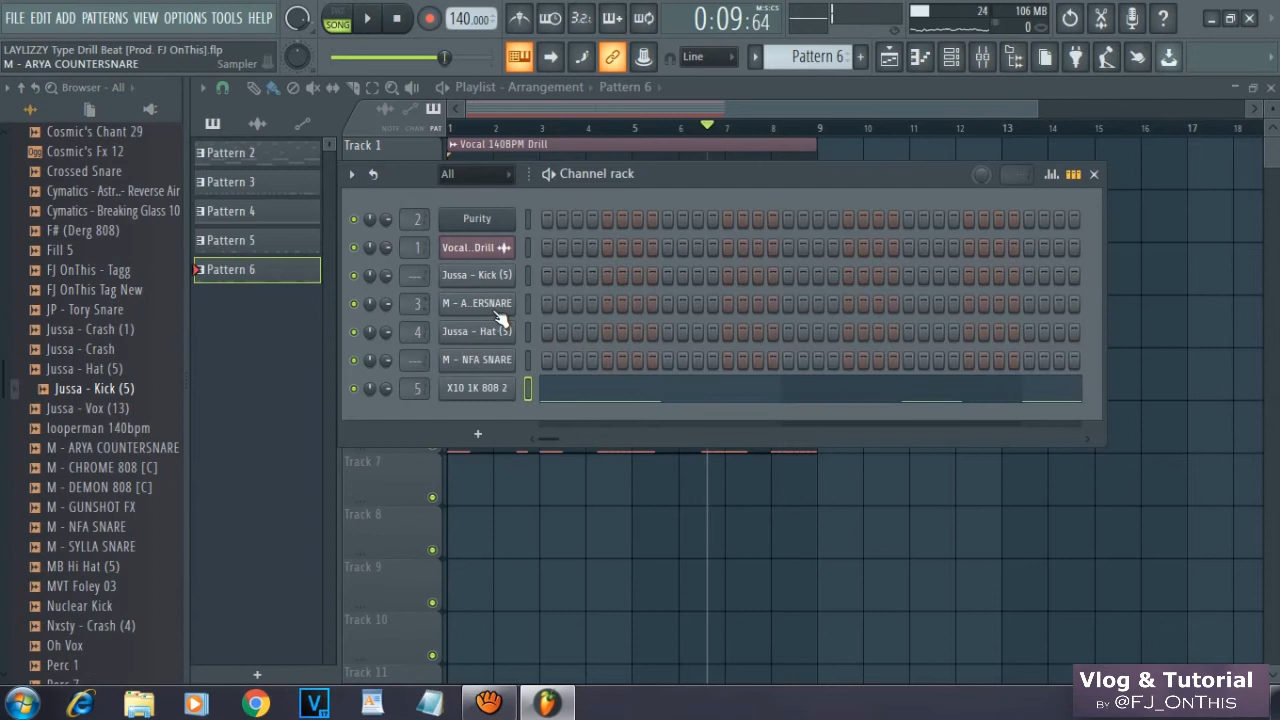 FILE EDIT ADD PATTERNS VIEW OPTIONS TOOLS HELP
PAT
SONG
140.000
3.2
0:09:64
M:S:CS
24
106 MB
0
LAYLIZZY Type Drill Beat [Prod. FJ OnThis].flp
M - ARYA COUNTERSNARE
Sampler
Line
Pattern 6
Browser - All
Playlist - Arrangement
Pattern 6
Cosmic's Chant 29
Cosmic's Fx 12
Crossed Snare
Cymatics - Astr..- Reverse Air
Cymatics - Breaking Glass 10
F# (Derg 808)
Fill 5
FJ OnThis - Tagg
FJ OnThis Tag New
JP - Tory Snare
Jussa - Crash (1)
Jussa - Crash
Jussa - Hat (5)
Jussa - Kick (5)
Jussa - Vox (13)
looperman 140bpm
M - ARYA COUNTERSNARE
M - CHROME 808 [C]
M - DEMON 808 [C]
M - GUNSHOT FX
M - NFA SNARE
M - SYLLA SNARE
MB Hi Hat (5)
MVT Foley 03
Nuclear Kick
Nxsty - Crash (4)
Oh Vox
Perc 1
Perc 7
Pattern 2
Pattern 3
Pattern 4
Pattern 5
Pattern 6
NOTE CHAN PAT
1 2 3 4 5 6 7 8 9 10 11 12 13 14 15 16 17 18
Track 1
Vocal 140BPM Drill
All
Channel rack
2 Purity
1 Vocal..Drill
--- Jussa - Kick (5)
3 M - A..ERSNARE
4 Jussa - Hat (5)
--- M - NFA SNARE
5 X10 1K 808 2
Track 7
Track 8
Track 9
Track 10
Track 11
Vlog & Tutorial
BY @FJ_OnThis